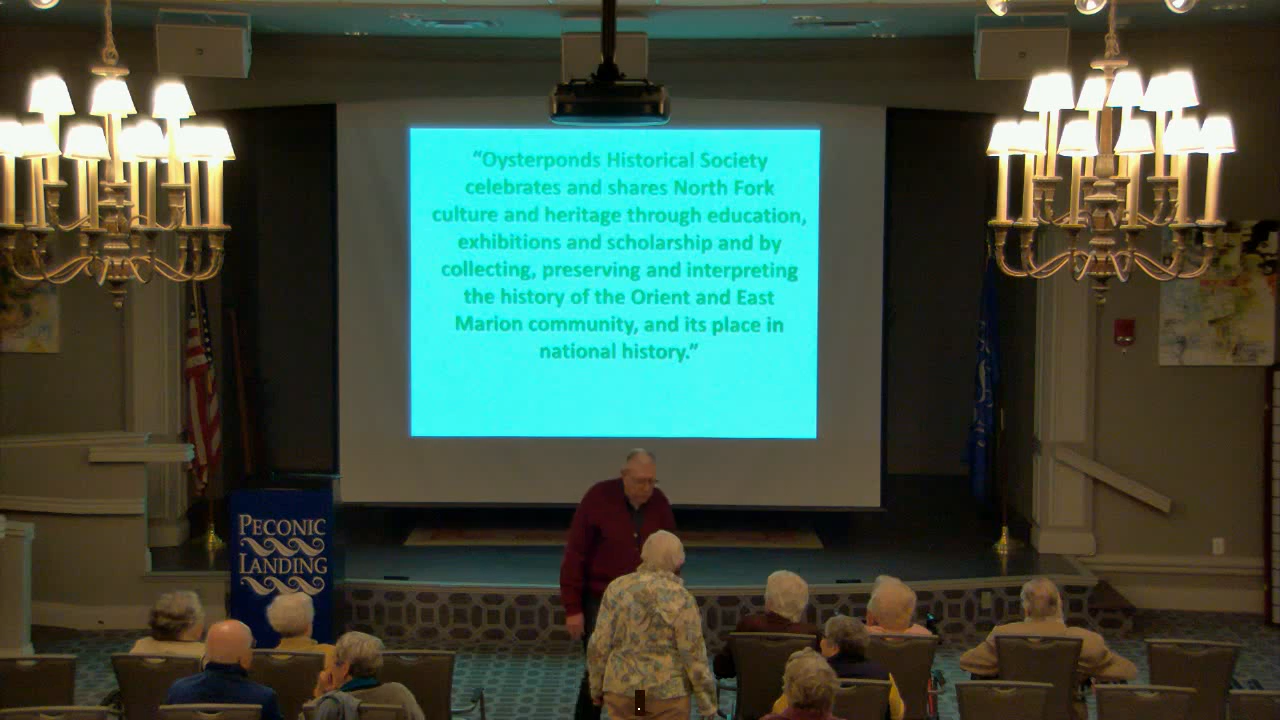 “Oysterponds Historical Society
celebrates and shares North Fork
culture and heritage through education,
exhibitions and scholarship and by
collecting, preserving and interpreting
the history of the Orient and East
Marion community, and its place in
national history.”
PECONIC
LANDING